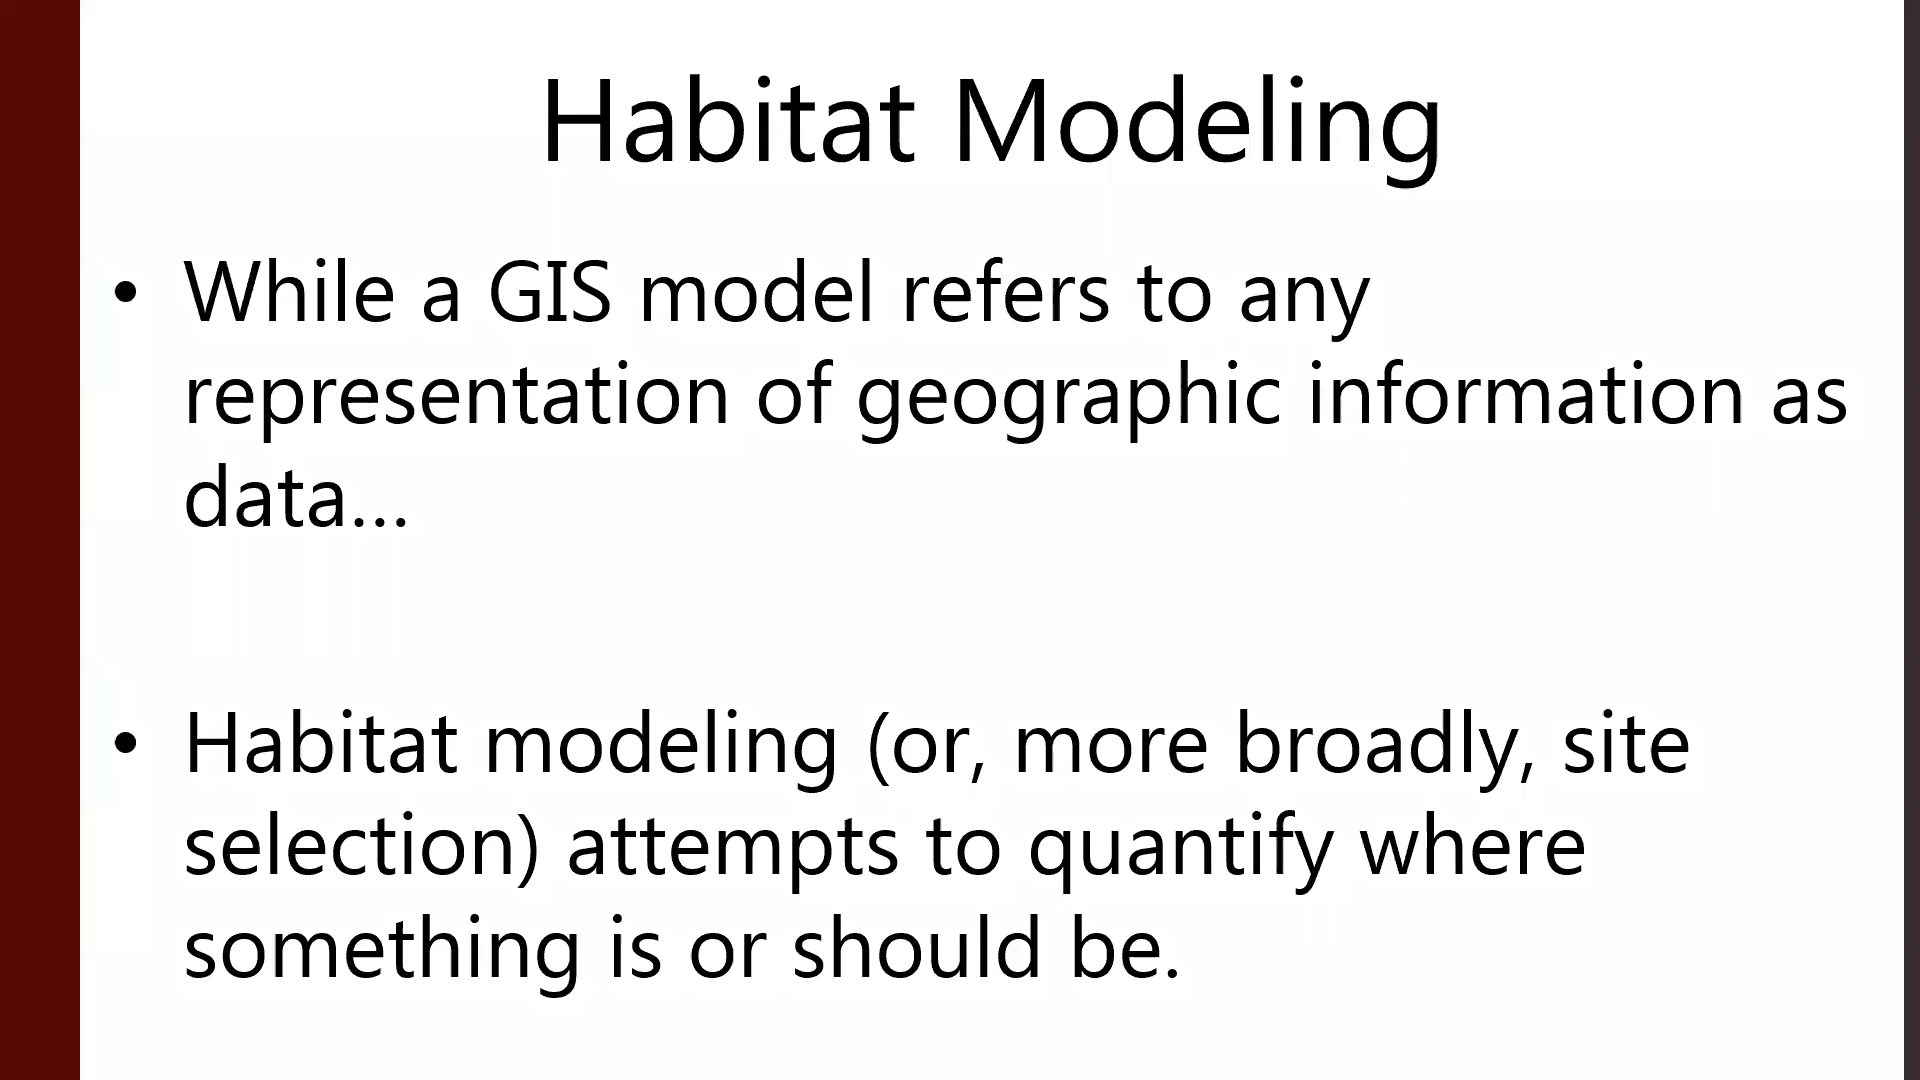 Habitat Modeling
• While a GIS model refers to any
representation of geographic information as
data...
• Habitat modeling (or, more broadly, site
selection) attempts to quantify where
something is or should be.